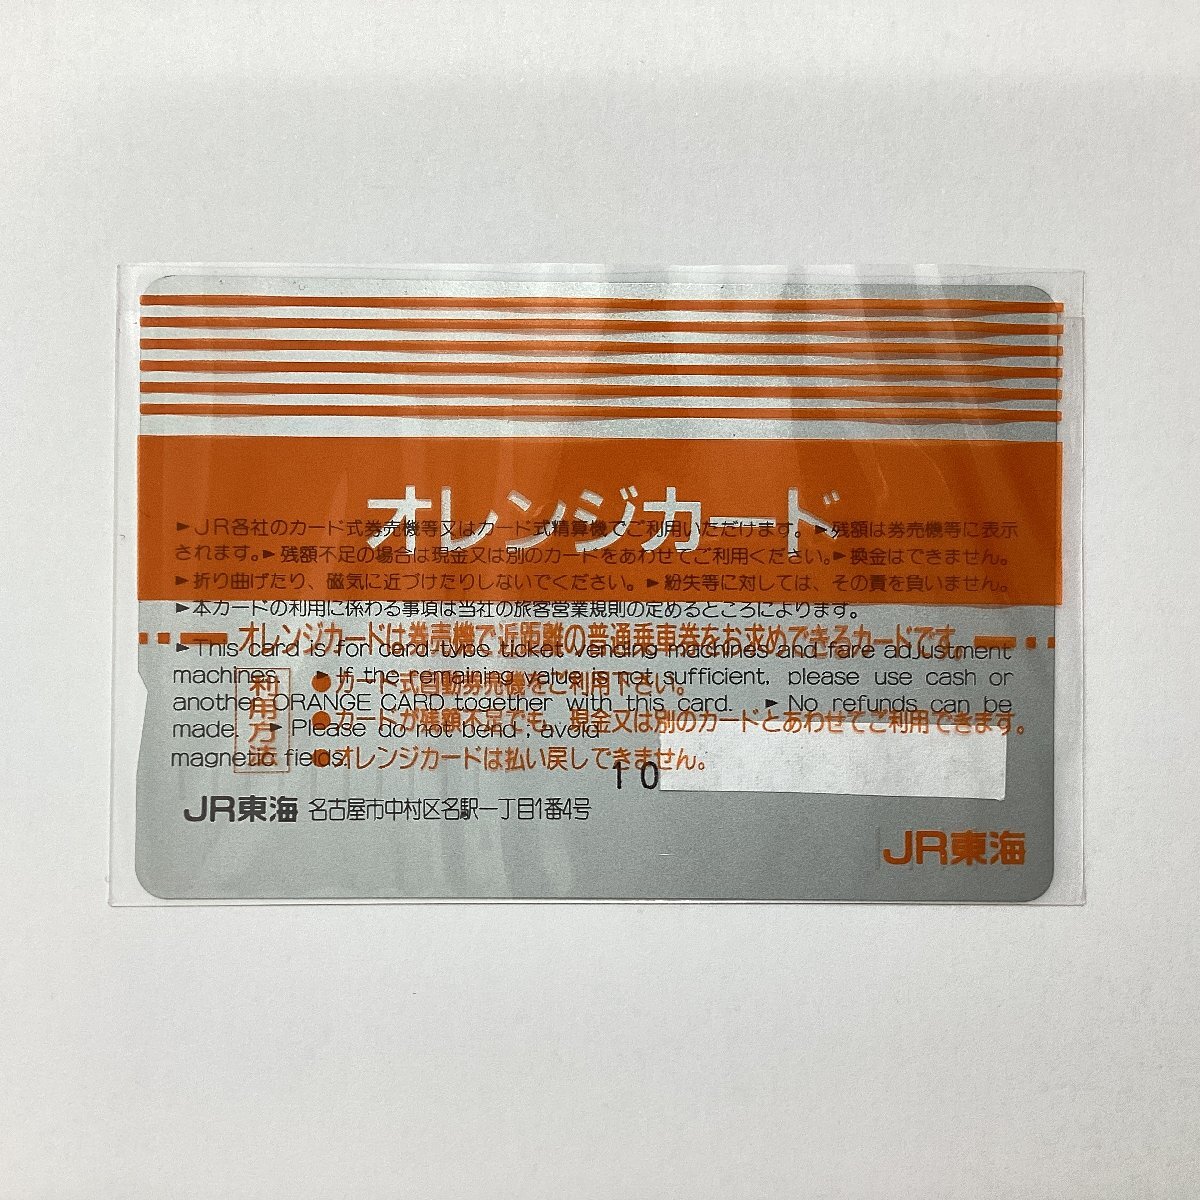 オレンジカード
►JR各社のカード式券売機等又はカード式精算機でご利用いただけます。►残額は券売機等に表示
されます。►残額不足の場合は現金又は別のカードをあわせてご利用ください。►換金はできません。
►折り曲げたり、磁気に近づけたりしないでください。►紛失等に対しては、その責を負いません。
►本カードの利用に係わる事項は当社の旅客営業規則の定めるところによります。
オレンジカードは券売機で近距離の普通乗車券をお求めできるカードです。
►This card is for card-type ticket vending machines and fare adjustment
machines. ►If the remaining value is not sufficient, please use cash or
another ORANGE CARD together with this card. ►No refunds can be
made. ►Please do not bend, avoid
magnetic fields.
利用方法
●カード式自動券売機をご利用下さい。
●カードが残額不足でも、現金又は別のカードとあわせてご利用できます。
●オレンジカードは払い戻しできません。
10
JR東海 名古屋市中村区名駅一丁目1番4号
JR東海